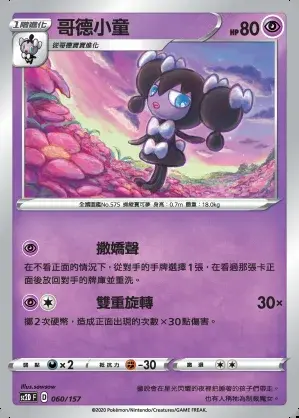 1階進化
哥德小童
HP80
從哥德寶寶進化
全國圖鑑No.575 操縱寶可夢 身高：0.7m 體重：18.0kg
撒嬌聲
在不看正面的情況下，從對手的手牌選擇1張，在看過那張卡正
面後放回對手的牌庫並重洗。
雙重旋轉 30×
擲2次硬幣，造成正面出現的次數×30點傷害。
弱點 ×2 抵抗力 -30 撤退
Illus.sowsow
S2D F D 060/157
©2020 Pokémon/Nintendo/Creatures/GAME FREAK.